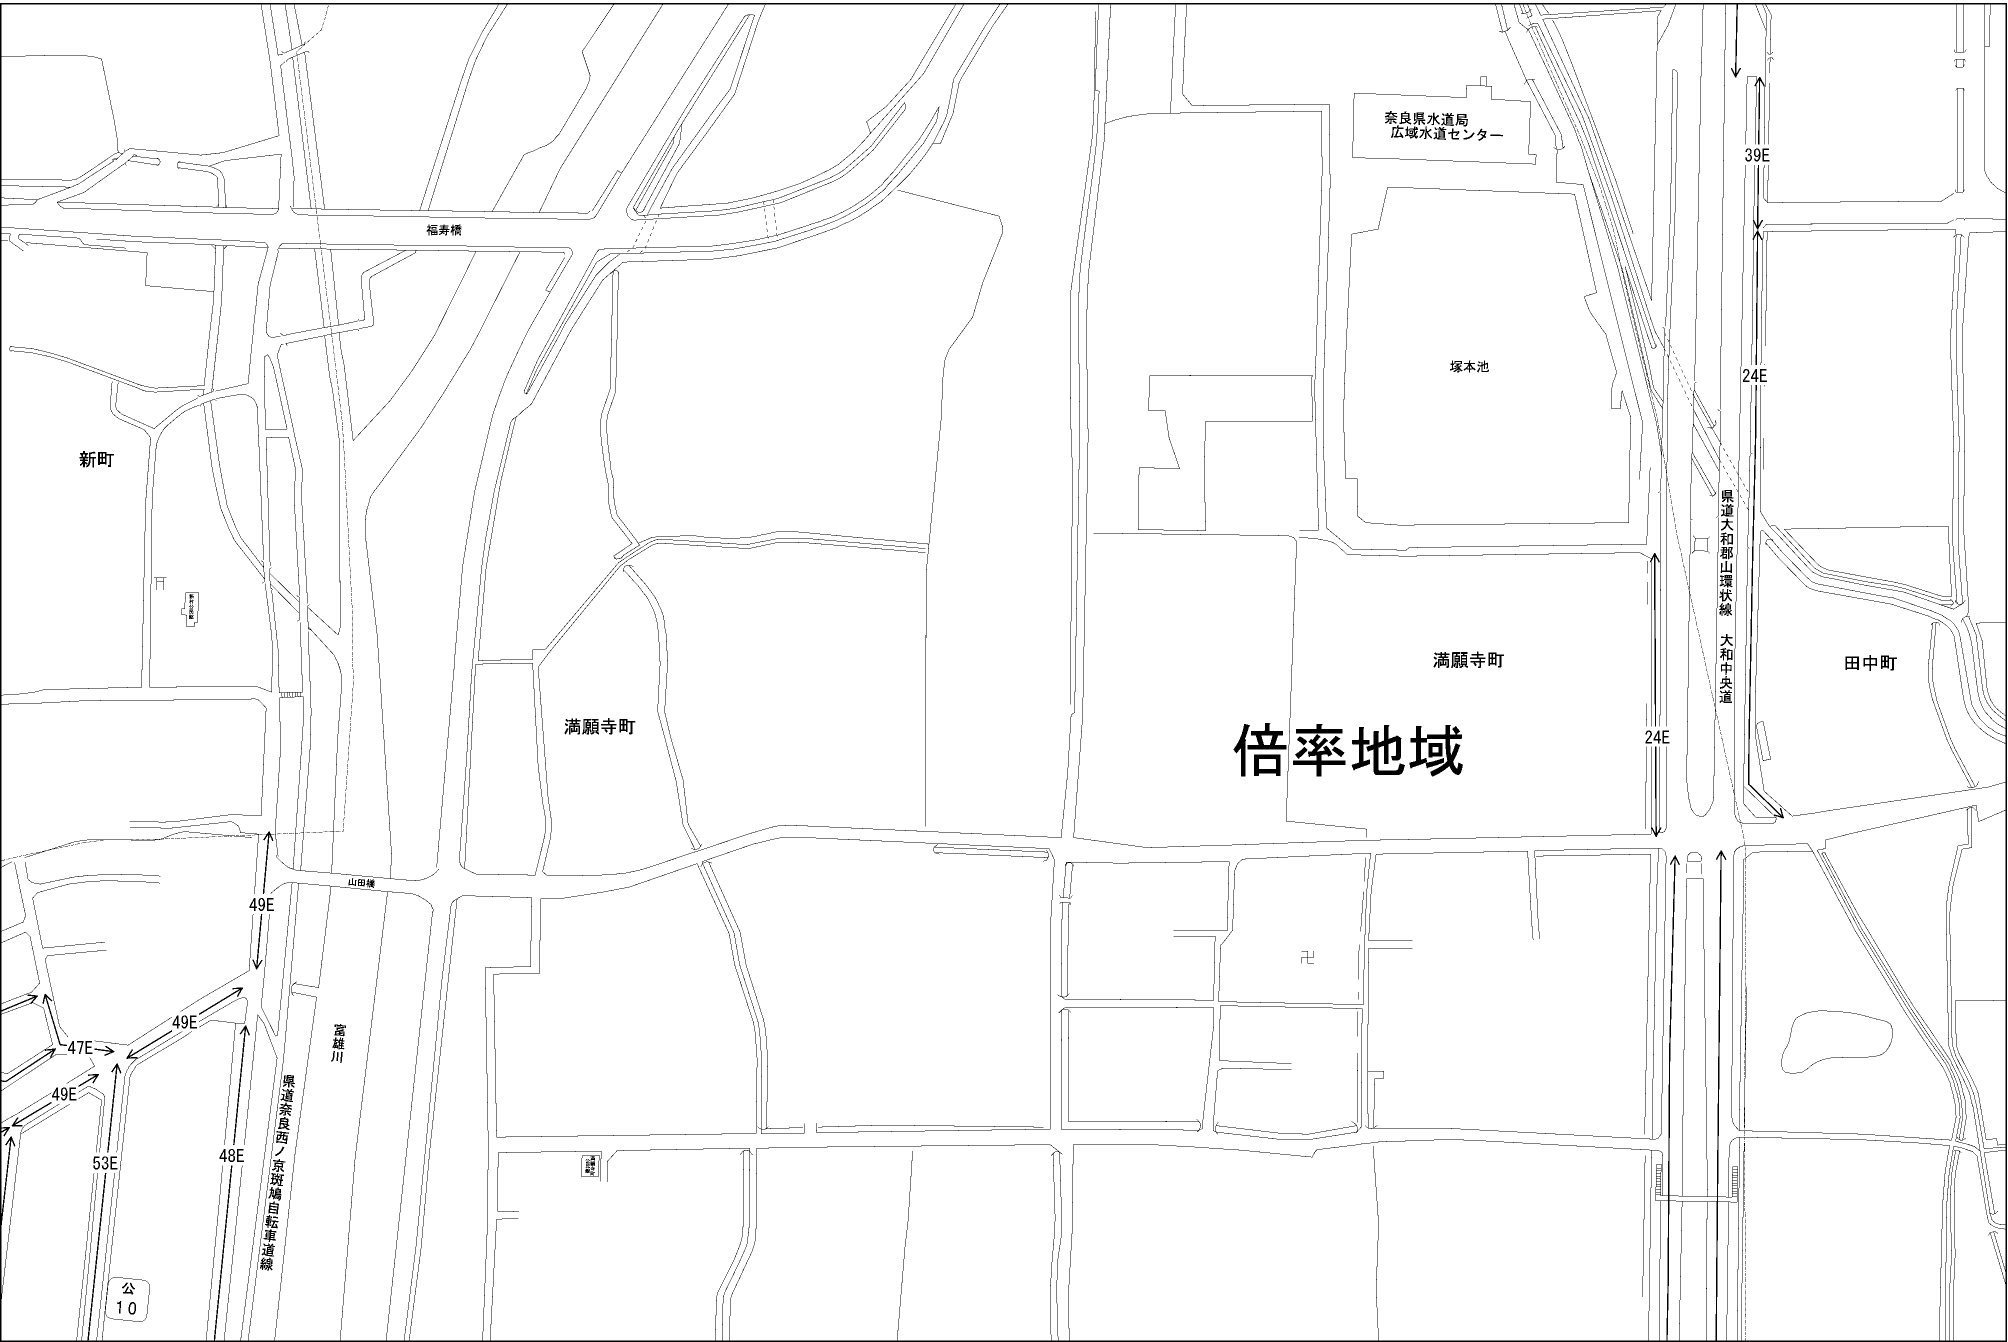 奈良県水道局
広域水道センター
39E
福寿橋
塚本池
24E
新町
県道大和郡山環状線 大和中央道
満願寺町
田中町
満願寺町
倍率地域
24E
山田橋
49E
49E
富雄川
47E
49E
県道奈良西ノ京斑鳩自転車道線
53E
48E
公
10